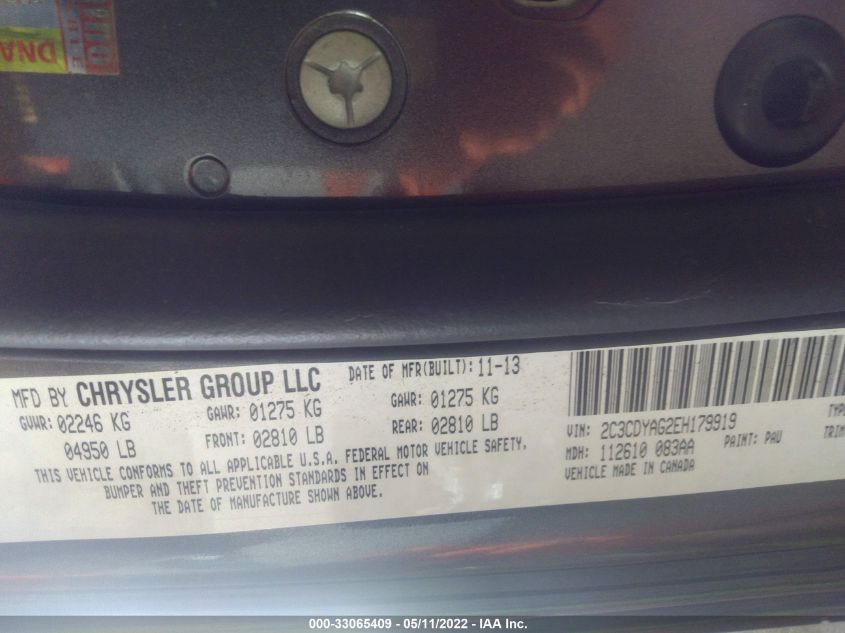 DNA
MFD BY CHRYSLER GROUP LLC DATE OF MFR(BUILT): 11-13
GVWR: 02246 KG GAWR: 01275 KG GAWR: 01275 KG
04950 LB FRONT: 02810 LB REAR: 02810 LB
THIS VEHICLE CONFORMS TO ALL APPLICABLE U.S.A. FEDERAL MOTOR VEHICLE SAFETY,
BUMPER AND THEFT PREVENTION STANDARDS IN EFFECT ON
THE DATE OF MANUFACTURE SHOWN ABOVE.
VIN: 2C3CDYAG2EH179919 TYP
MDH: 112610 083AA PAINT: PAU TRIM
VEHICLE MADE IN CANADA
000-33065409 - 05/11/2022 - IAA Inc.